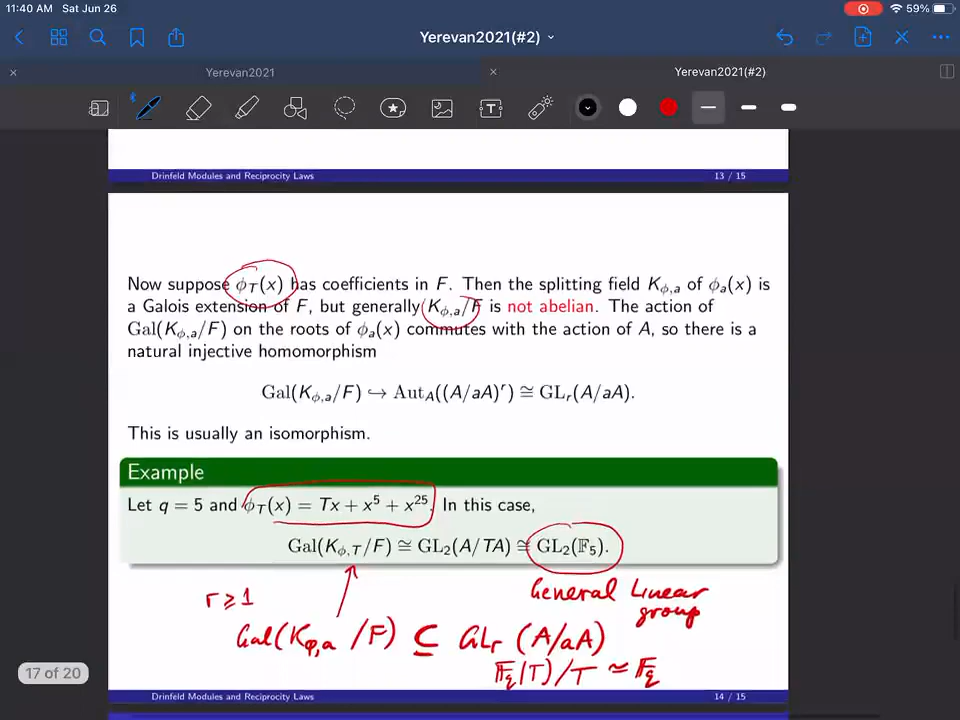 11:40 AM Sat Jun 26
59%
Yerevan2021(#2)
Yerevan2021
Yerevan2021(#2)
Drinfeld Modules and Reciprocity Laws 13 / 15
Now suppose ϕ_T(x) has coefficients in F. Then the splitting field K_{ϕ,a} of ϕ_a(x) is
a Galois extension of F, but generally K_{ϕ,a}/F is not abelian. The action of
Gal(K_{ϕ,a}/F) on the roots of ϕ_a(x) commutes with the action of A, so there is a
natural injective homomorphism
Gal(K_{ϕ,a}/F) ↪ Aut_A((A/aA)^r) ≅ GL_r(A/aA).
This is usually an isomorphism.
Example
Let q = 5 and ϕ_T(x) = Tx + x^5 + x^25. In this case,
Gal(K_{ϕ,T}/F) ≅ GL_2(A/TA) ≅ GL_2(𝔽_5).
General Linear
group
r ≥ 1
Gal(K_{ϕ,a} /F) ⊆ GL_r (A/aA)
𝔽_q[T]/T ≃ 𝔽_q
17 of 20
Drinfeld Modules and Reciprocity Laws 14 / 15